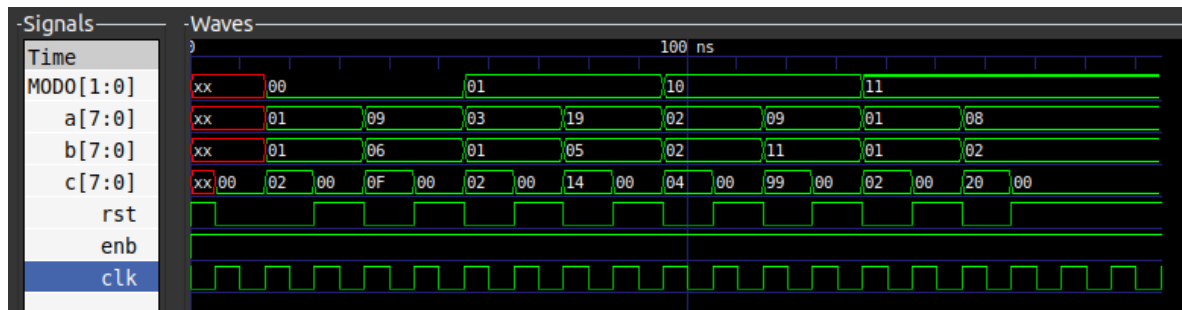 Signals Waves
Time 0 100 ns
MODO[1:0] xx 00 01 10 11
a[7:0] xx 01 09 03 19 02 09 01 08
b[7:0] xx 01 06 01 05 02 11 01 02
c[7:0] xx 00 02 00 0F 00 02 00 14 00 04 00 99 00 02 00 20 00
rst
enb
clk